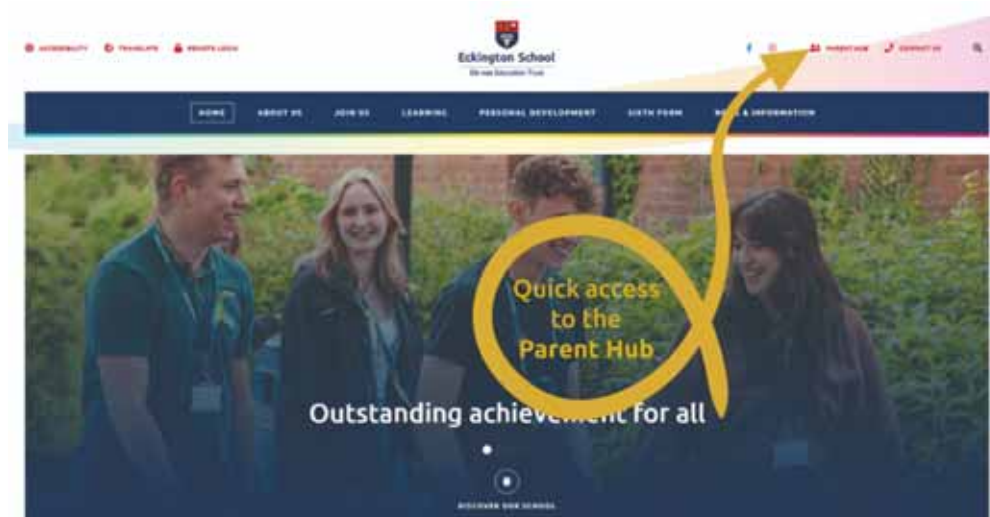 ACCESSIBILITY TRANSLATE REMOTE LOGIN
Eckington School
PARENT HUB CONTACT US
HOME ABOUT US JOIN US LEARNING PERSONAL DEVELOPMENT SIXTH FORM & INFORMATION
Quick access
to the
Parent Hub
Outstanding achievement for all
DISCOVER OUR SCHOOL